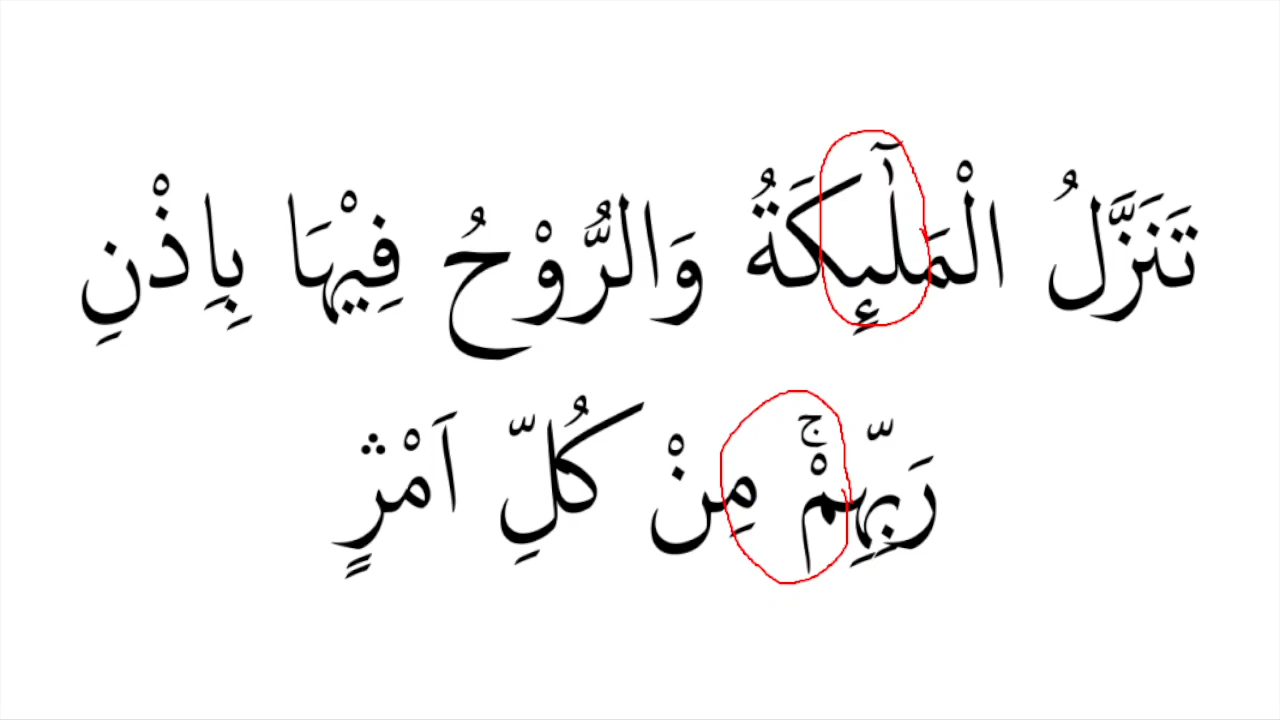 تَنَزَّلُ الْمَلٰٓىِٕكَةُ وَالرُّوْحُ فِيْهَا بِاِذْنِ
رَبِّهِمْۚ مِنْ كُلِّ اَمْرٍۛ